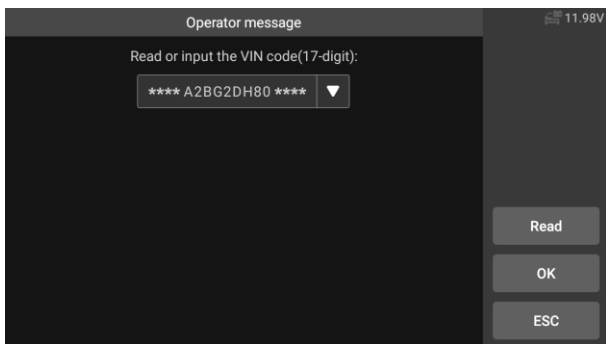 Operator message
11.98V
Read or input the VIN code(17-digit):
**** A2BG2DH80 ****
Read
OK
ESC